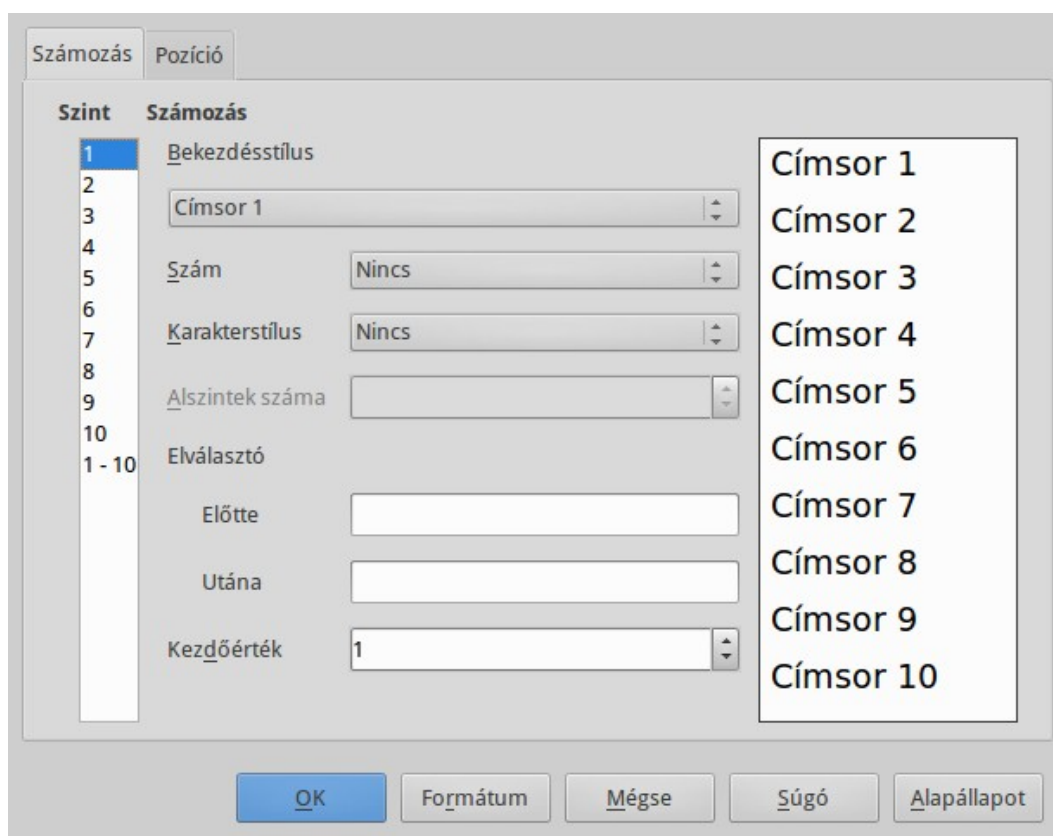 Számozás Pozíció
Szint Számozás
1
2
3
4
5
6
7
8
9
10
1 - 10
Bekezdésstílus
Címsor 1
Szám Nincs
Karakterstílus Nincs
Alszintek száma
Elválasztó
Előtte
Utána
Kezdőérték 1
Címsor 1
Címsor 2
Címsor 3
Címsor 4
Címsor 5
Címsor 6
Címsor 7
Címsor 8
Címsor 9
Címsor 10
OK Formátum Mégse Súgó Alapállapot